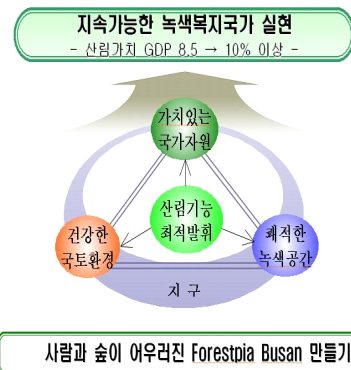 지속가능한 녹색복지국가 실현
- 산림가치 GDP 8.5 → 10% 이상 -
가치있는
국가자원
산림기능
최적발휘
건강한
국토환경
쾌적한
녹색공간
지 구
사람과 숲이 어우러진 Forestpia Busan 만들기